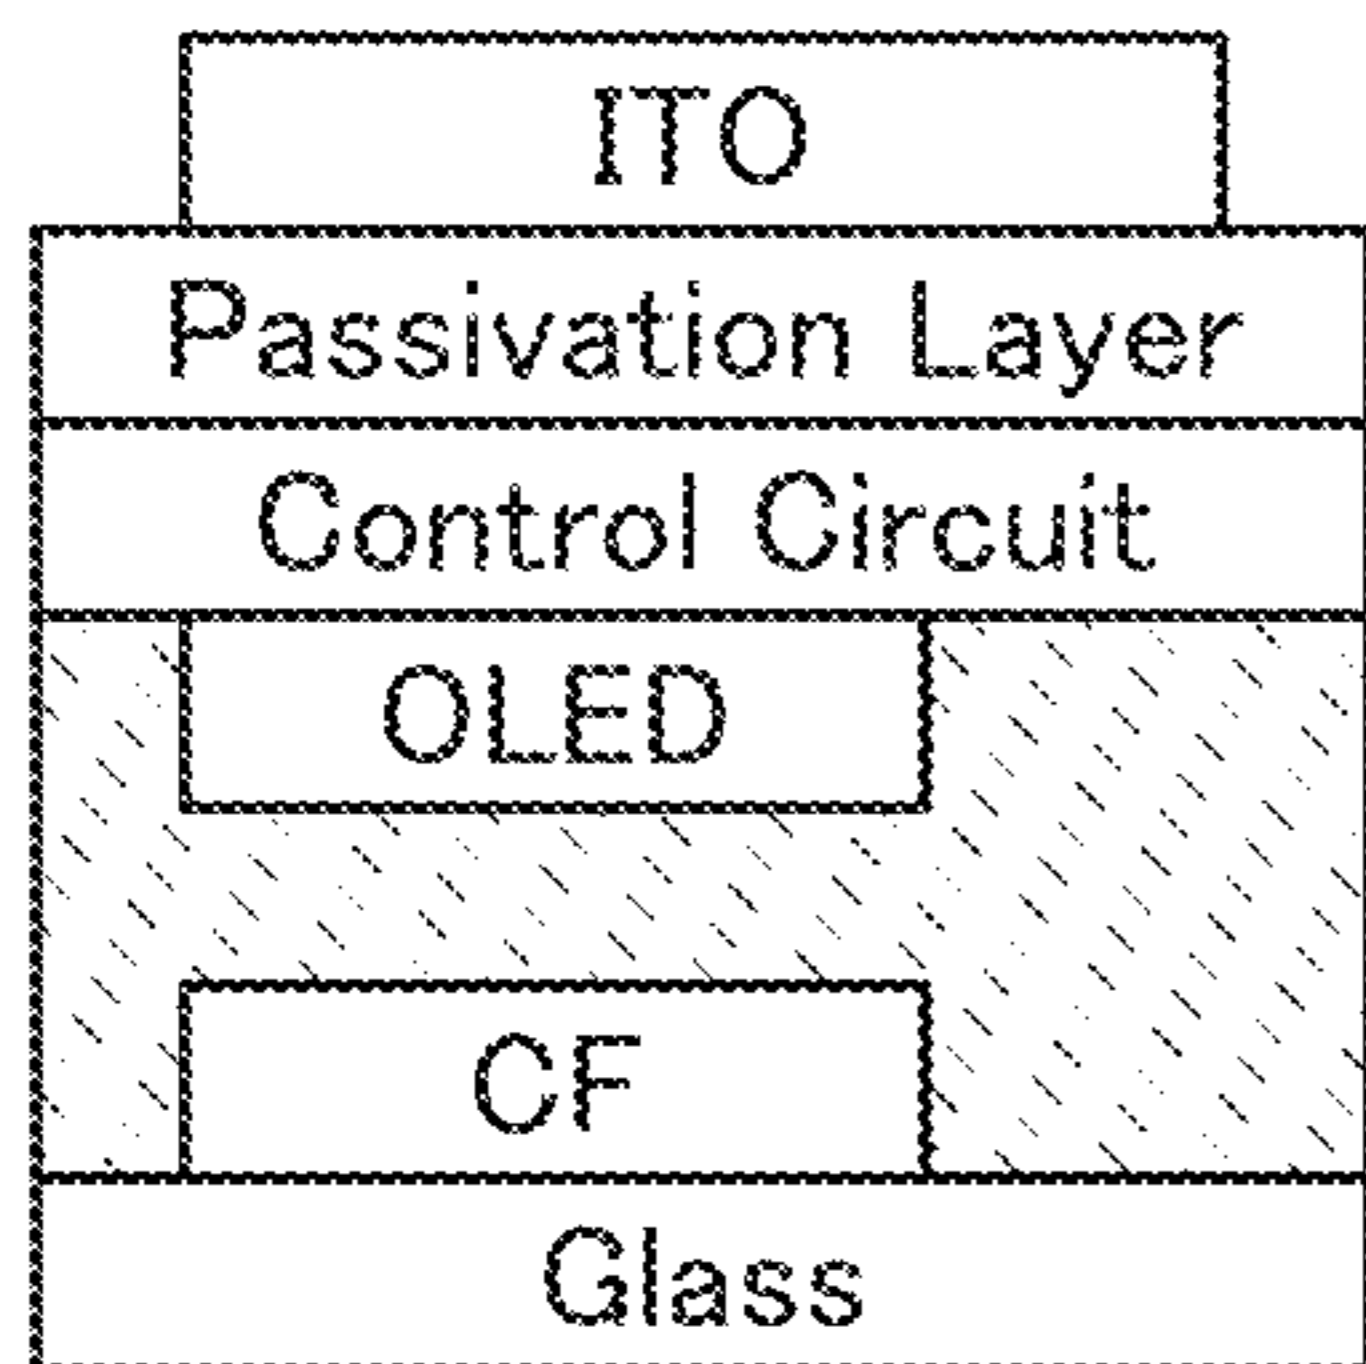 ITO
Passivation Layer
Control Circuit
OLED
CF
Glass